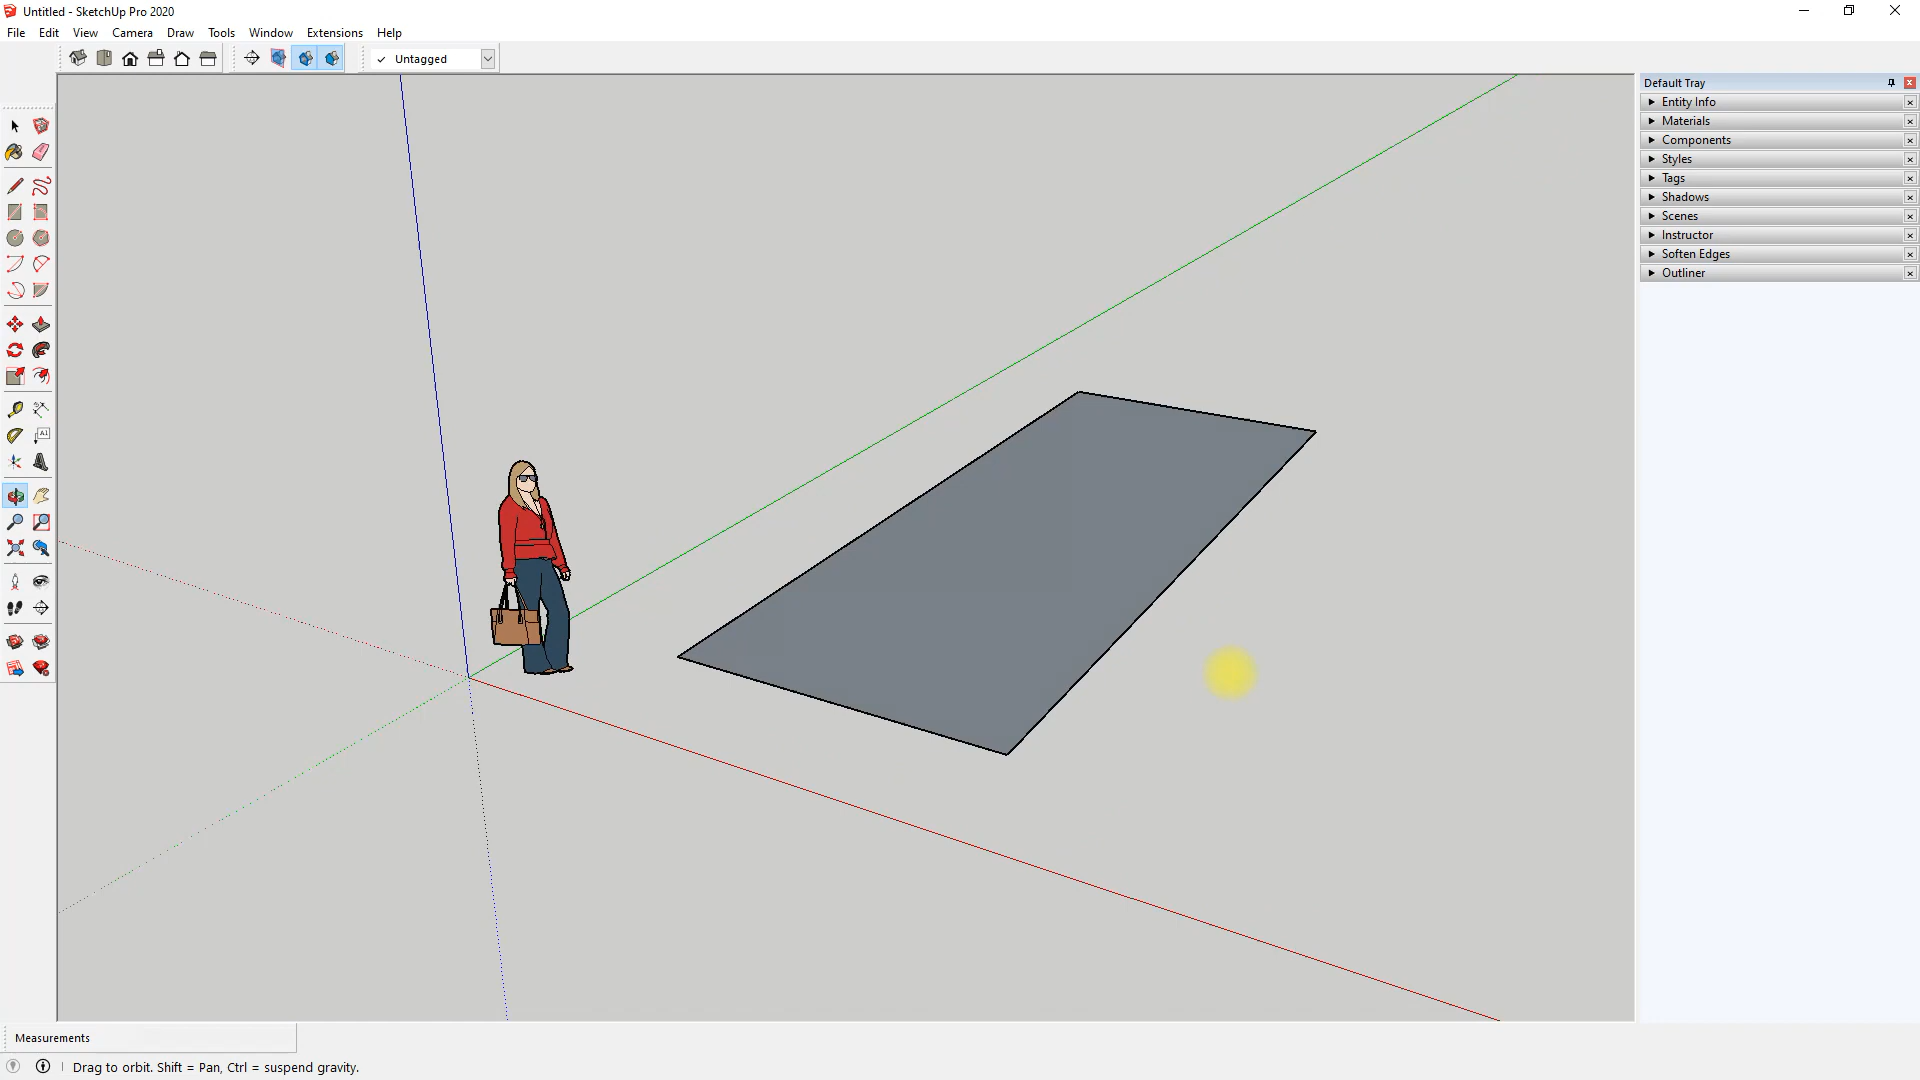 Untitled - SketchUp Pro 2020
File Edit View Camera Draw Tools Window Extensions Help
✓ Untagged
Default Tray
Entity Info
Materials
Components
Styles
Tags
Shadows
Scenes
Instructor
Soften Edges
Outliner
A1
Measurements
Drag to orbit. Shift = Pan, Ctrl = suspend gravity.